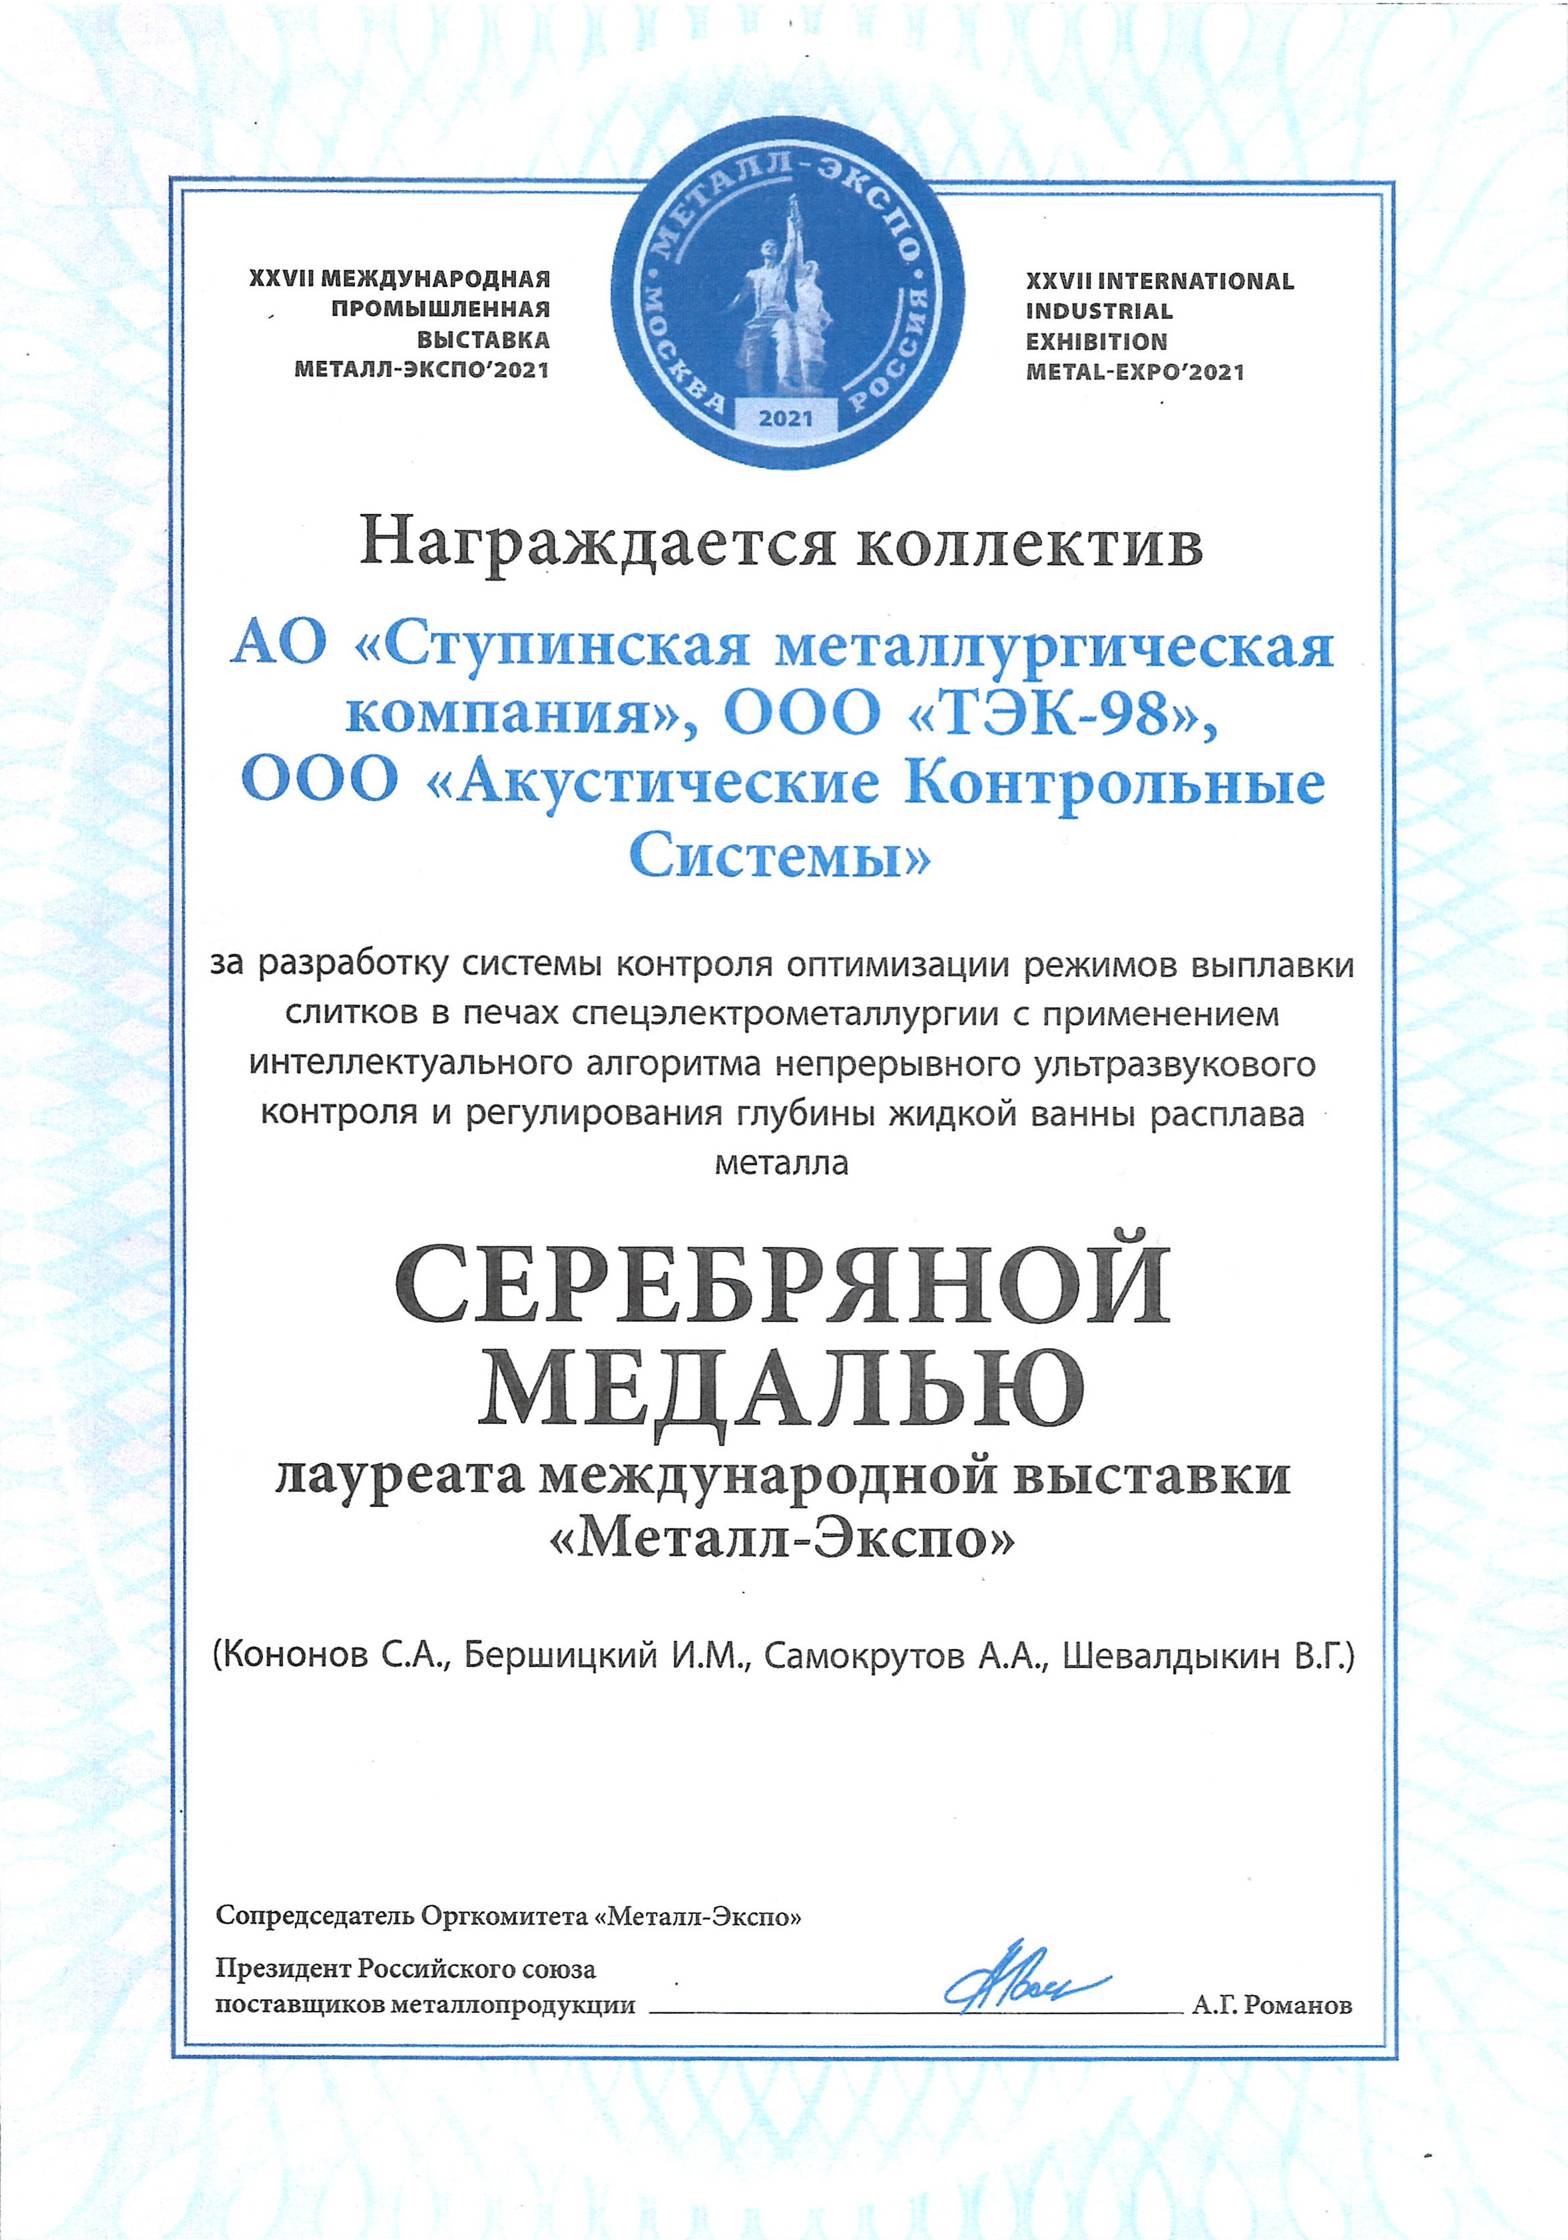 МЕТАЛЛ-ЭКСПО
МОСКВА
РОССИЯ
2021
XXVII МЕЖДУНАРОДНАЯ
ПРОМЫШЛЕННАЯ
ВЫСТАВКА
МЕТАЛЛ-ЭКСПО’2021
XXVII INTERNATIONAL
INDUSTRIAL
EXHIBITION
METAL-EXPO’2021
Награждается коллектив
АО «Ступинская металлургическая
компания», ООО «ТЭК-98»,
ООО «Акустические Контрольные
Системы»
за разработку системы контроля оптимизации режимов выплавки
слитков в печах спецэлектрометаллургии с применением
интеллектуального алгоритма непрерывного ультразвукового
контроля и регулирования глубины жидкой ванны расплава
металла
СЕРЕБРЯНОЙ
МЕДАЛЬЮ
лауреата международной выставки
«Металл-Экспо»
(Кононов С.А., Бершицкий И.М., Самокрутов А.А., Шевалдыкин В.Г.)
Сопредседатель Оргкомитета «Металл-Экспо»
Президент Российского союза
поставщиков металлопродукции А.Г. Романов